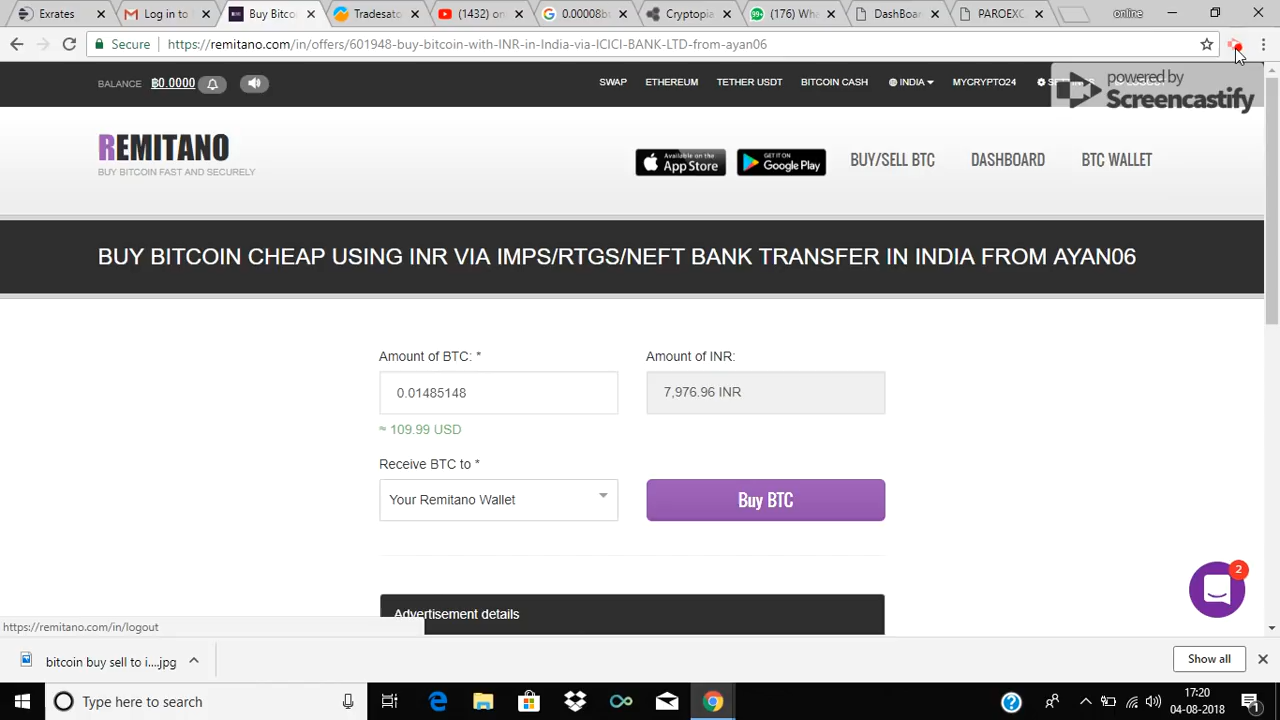 Exrates
Log in to
Buy Bitco
Tradesat
(1432) on
0.00008bs
Cryptopia
(176) Wh
DashBoar
PAROEXC
online
Secure
https://remitano.com/in/offers/601948-buy-bitcoin-with-INR-in-India-via-ICICI-BANK-LTD-from-ayan06
BALANCE ฿0.0000
SWAP ETHEREUM TETHER USDT BITCOIN CASH INDIA MYCRYPTO24
powered by
Screencastify
REMITANO
BUY BITCOIN FAST AND SECURELY
Available on the
App Store
GET IT ON
Google Play
BUY/SELL BTC DASHBOARD BTC WALLET
BUY BITCOIN CHEAP USING INR VIA IMPS/RTGS/NEFT BANK TRANSFER IN INDIA FROM AYAN06
Amount of BTC: * Amount of INR:
0.01485148 7,976.96 INR
≈ 109.99 USD
Receive BTC to *
Your Remitano Wallet
Buy BTC
2
Advertisement details
https://remitano.com/in/logout
bitcoin buy sell to i....jpg
Show all
Type here to search
17:20
04-08-2018
1